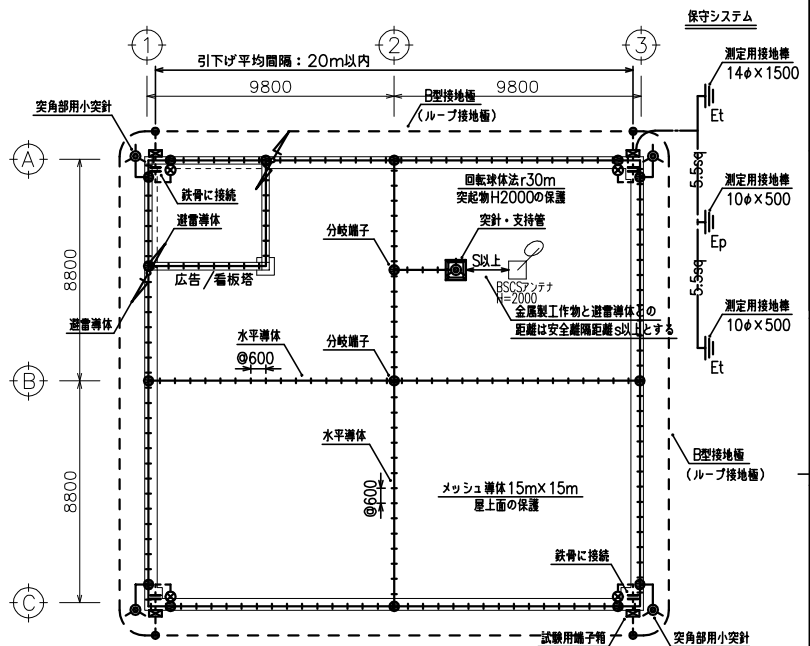 保守システム
1
2
3
引下げ平均間隔：20m以内
9800
9800
測定用接地棒
14φ×1500
Et
突角部用小突針
B型接地極
(ループ接地極)
A
鉄骨に接続
回転球体法r30m
突起物H2000の保護
5.5sq
測定用接地棒
10φ×500
Ep
避雷導体
分岐端子
突針・支持管
S以上
8800
広告／看板塔
BSCSアンテナ
H=2000
5.5sq
避雷導体
金属製工作物と避雷導体との
距離は安全離隔距離s以上とする
測定用接地棒
10φ×500
Et
水平導体
@600
分岐端子
B
水平導体
B型接地極
(ループ接地極)
8800
@600
メッシュ導体15m×15m
屋上面の保護
鉄骨に接続
C
試験用端子箱
突角部用小突針